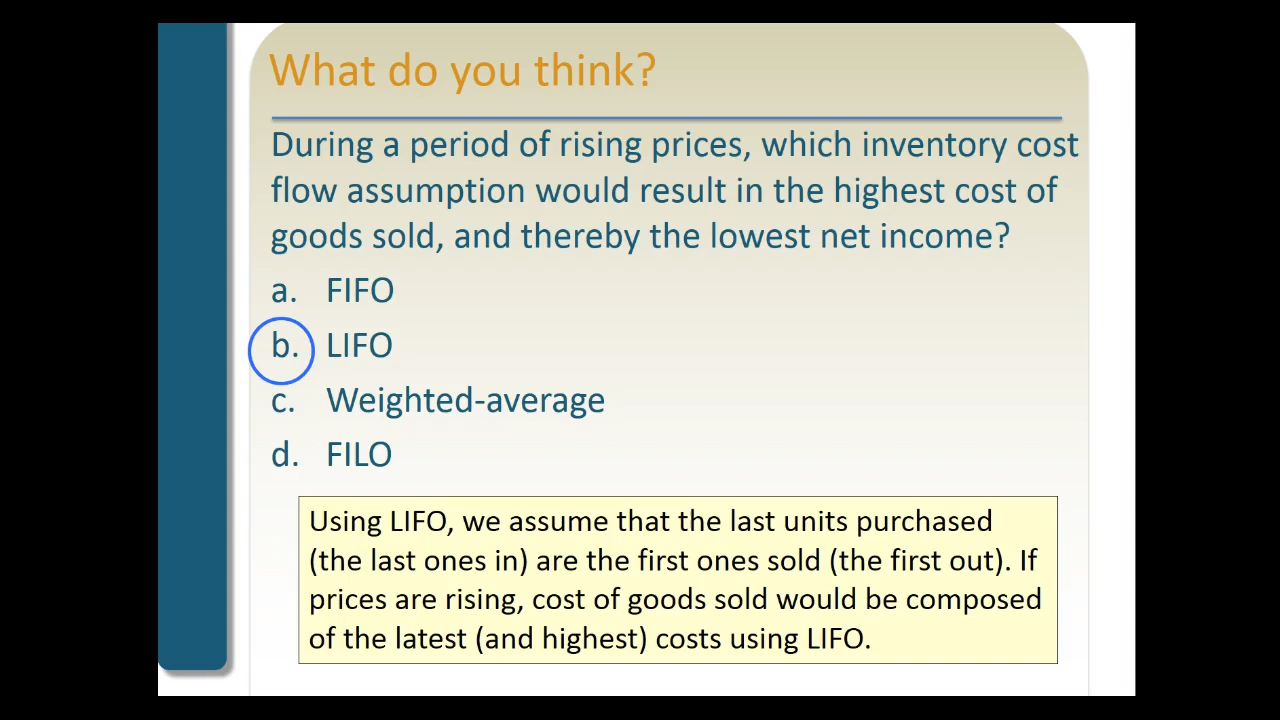 What do you think?
During a period of rising prices, which inventory cost
flow assumption would result in the highest cost of
goods sold, and thereby the lowest net income?
a. FIFO
b. LIFO
c. Weighted-average
d. FILO
Using LIFO, we assume that the last units purchased
(the last ones in) are the first ones sold (the first out). If
prices are rising, cost of goods sold would be composed
of the latest (and highest) costs using LIFO.